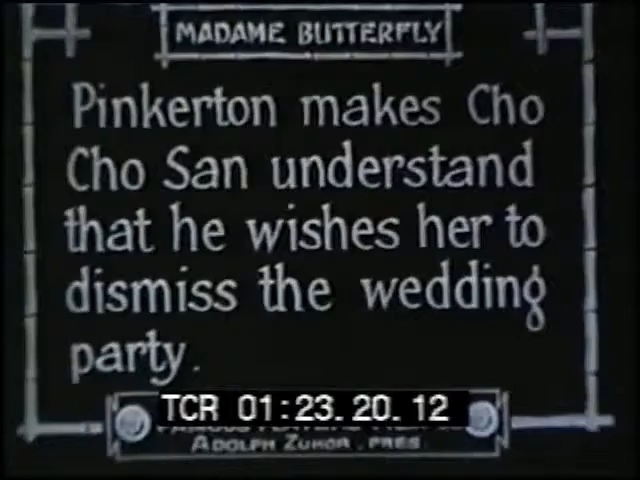 MADAME BUTTERFLY
Pinkerton makes Cho
Cho San understand
that he wishes her to
dismiss the wedding
party.
TCR 01:23.20.12
ADOLPH ZUKOR, PRES.